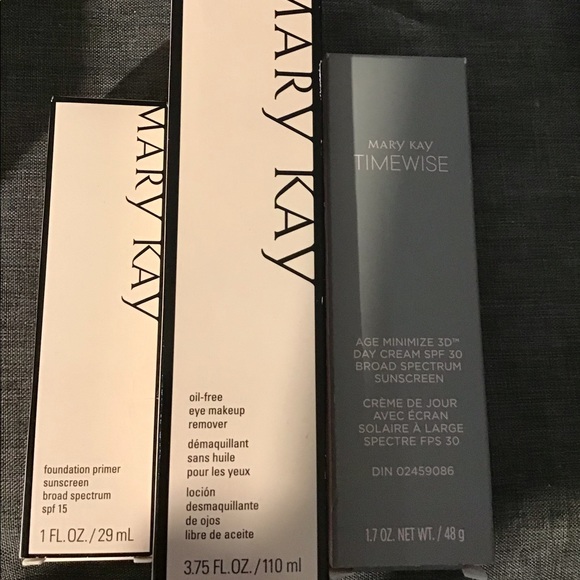 MARY KAY
foundation primer
sunscreen
broad spectrum
spf 15
1 FL.OZ./29 mL
MARY KAY
oil-free
eye makeup
remover
démaquillant
sans huile
pour les yeux
loción
desmaquillante
de ojos
libre de aceite
3.75 FL.OZ./110 ml
MARY KAY
TIMEWISE
AGE MINIMIZE 3D™
DAY CREAM SPF 30
BROAD SPECTRUM
SUNSCREEN
CRÈME DE JOUR
AVEC ÉCRAN
SOLAIRE À LARGE
SPECTRE FPS 30
DIN 02459086
1.7 OZ. NET WT./48 g